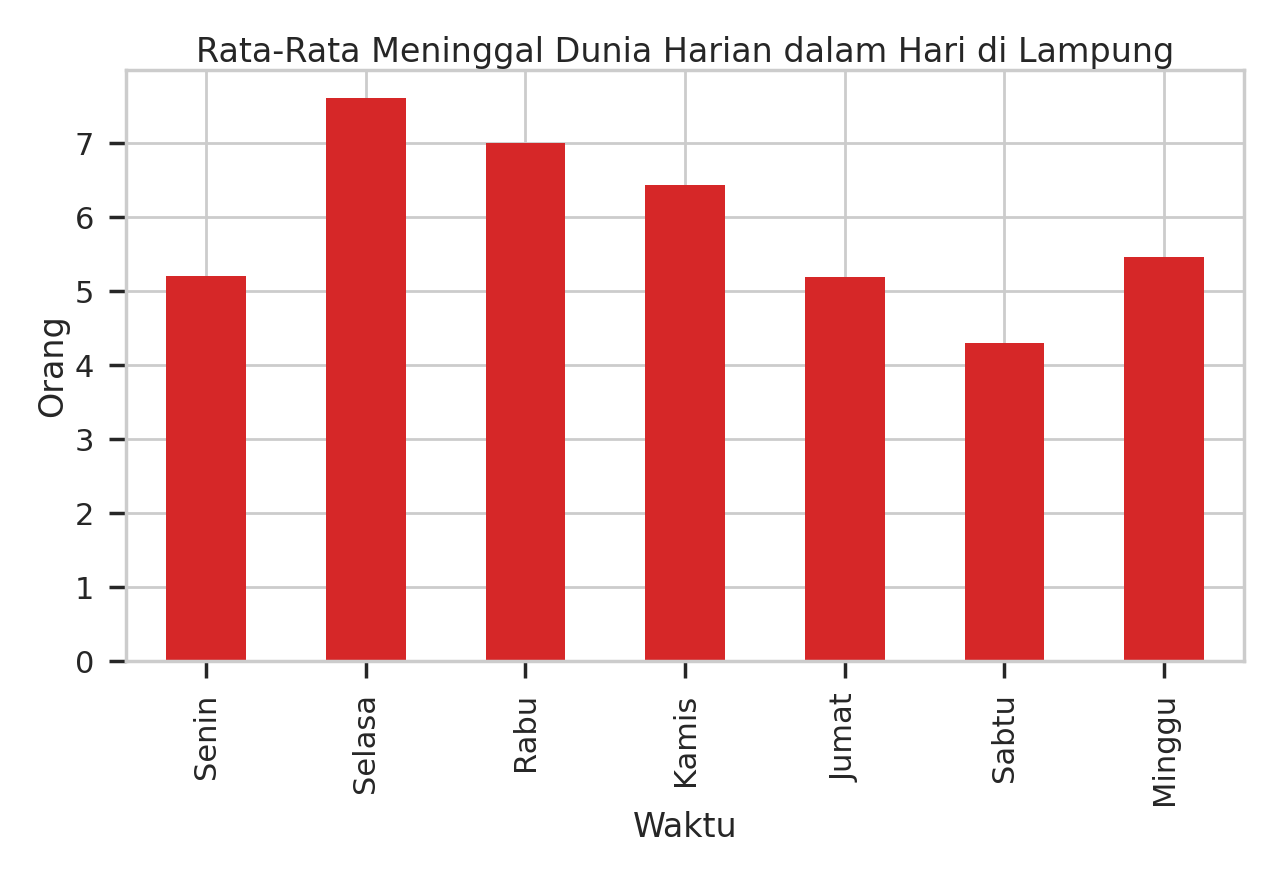 Rata-Rata Meninggal Dunia Harian dalam Hari di Lampung
Orang
7
6
5
4
3
2
1
0
Senin
Selasa
Rabu
Kamis
Jumat
Sabtu
Minggu
Waktu